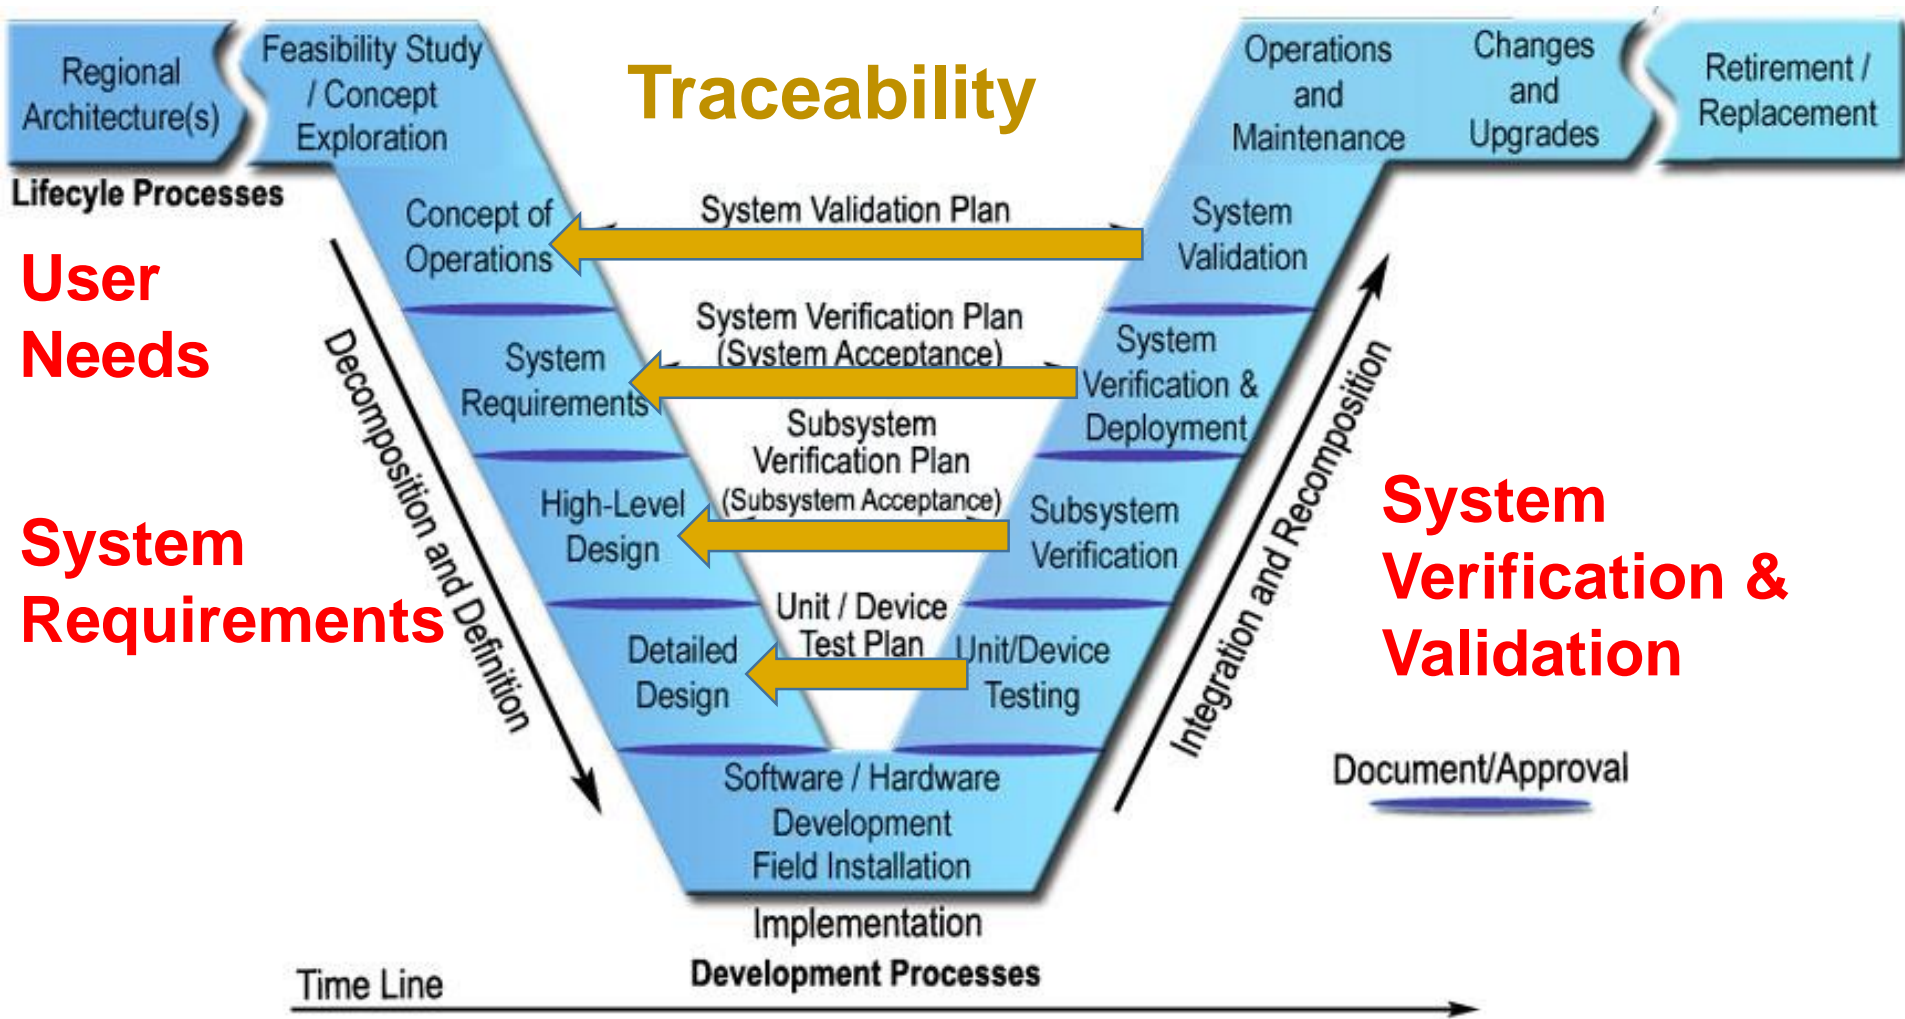 Regional
Architecture(s)
Feasibility Study
/ Concept
Exploration
Traceability
Operations
and
Maintenance
Changes
and
Upgrades
Retirement /
Replacement
Lifecyle Processes
User
Needs
System
Requirements
Decomposition and Definition
Concept of
Operations
System Validation Plan
System
Validation
System
Requirements
System Verification Plan
(System Acceptance)
System
Verification &
Deployment
High-Level
Design
Subsystem
Verification Plan
(Subsystem Acceptance)
Subsystem
Verification
Detailed
Design
Unit / Device
Test Plan
Unit/Device
Testing
Software / Hardware
Development
Field Installation
Integration and Recomposition
System
Verification &
Validation
Document/Approval
Implementation
Development Processes
Time Line